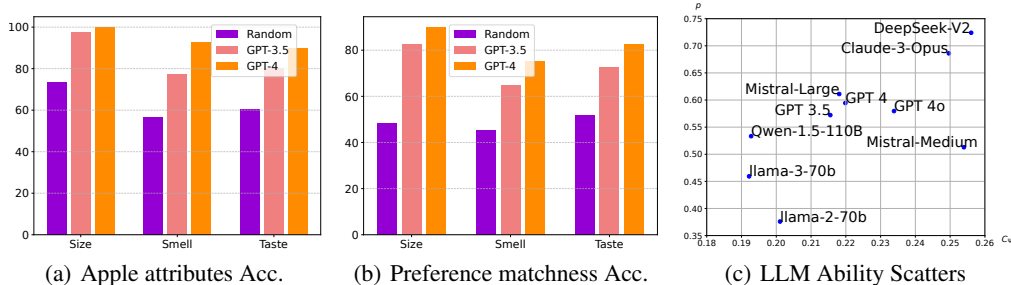 100
80
60
40
20
0
Random
GPT-3.5
GPT-4
Size
Smell
Taste
(a) Apple attributes Acc.
80
60
40
20
0
Random
GPT-3.5
GPT-4
Size
Smell
Taste
(b) Preference matchness Acc.
p
0.75
0.70
0.65
0.60
0.55
0.50
0.45
0.40
0.35
DeepSeek-V2
Claude-3-Opus
Mistral-Large
GPT 4
GPT 3.5
GPT 4o
Qwen-1.5-110B
Mistral-Medium
llama-3-70b
llama-2-70b
0.18 0.19 0.20 0.21 0.22 0.23 0.24 0.25 0.26
(c) LLM Ability Scatters